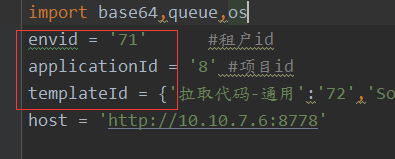 import base64,queue,os
envid = '71' #租户id
applicationId = '8' #项目id
templateId = {'拉取代码-通用':'72','So
host = 'http://10.10.7.6:8778'